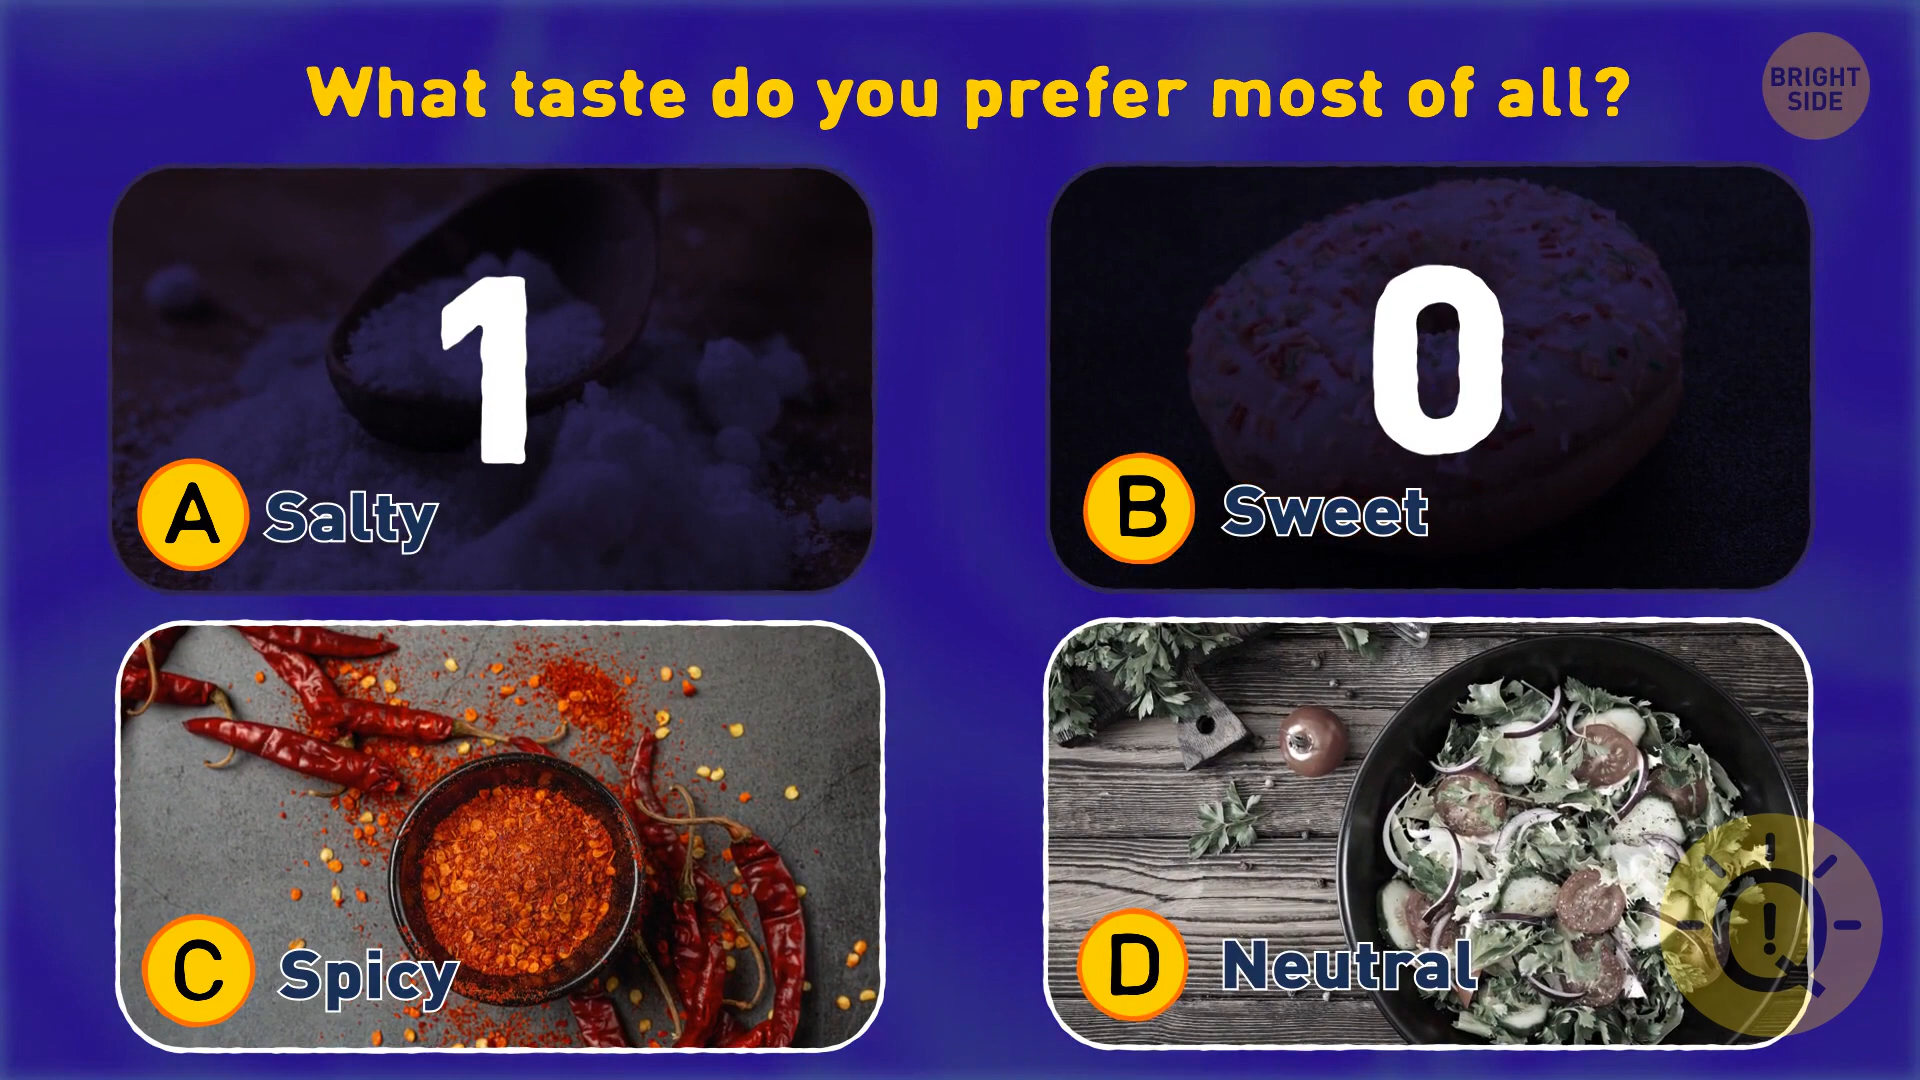 What taste do you prefer most of all?
BRIGHT
SIDE
1
0
A Salty
B Sweet
C Spicy
D Neutral
!